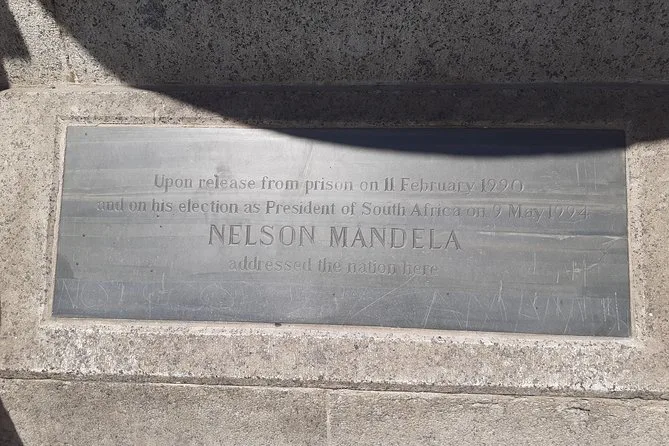 Upon release from prison on 11 February 1990
and on his election as President of South Africa on 9 May 1994
NELSON MANDELA
addressed the nation here